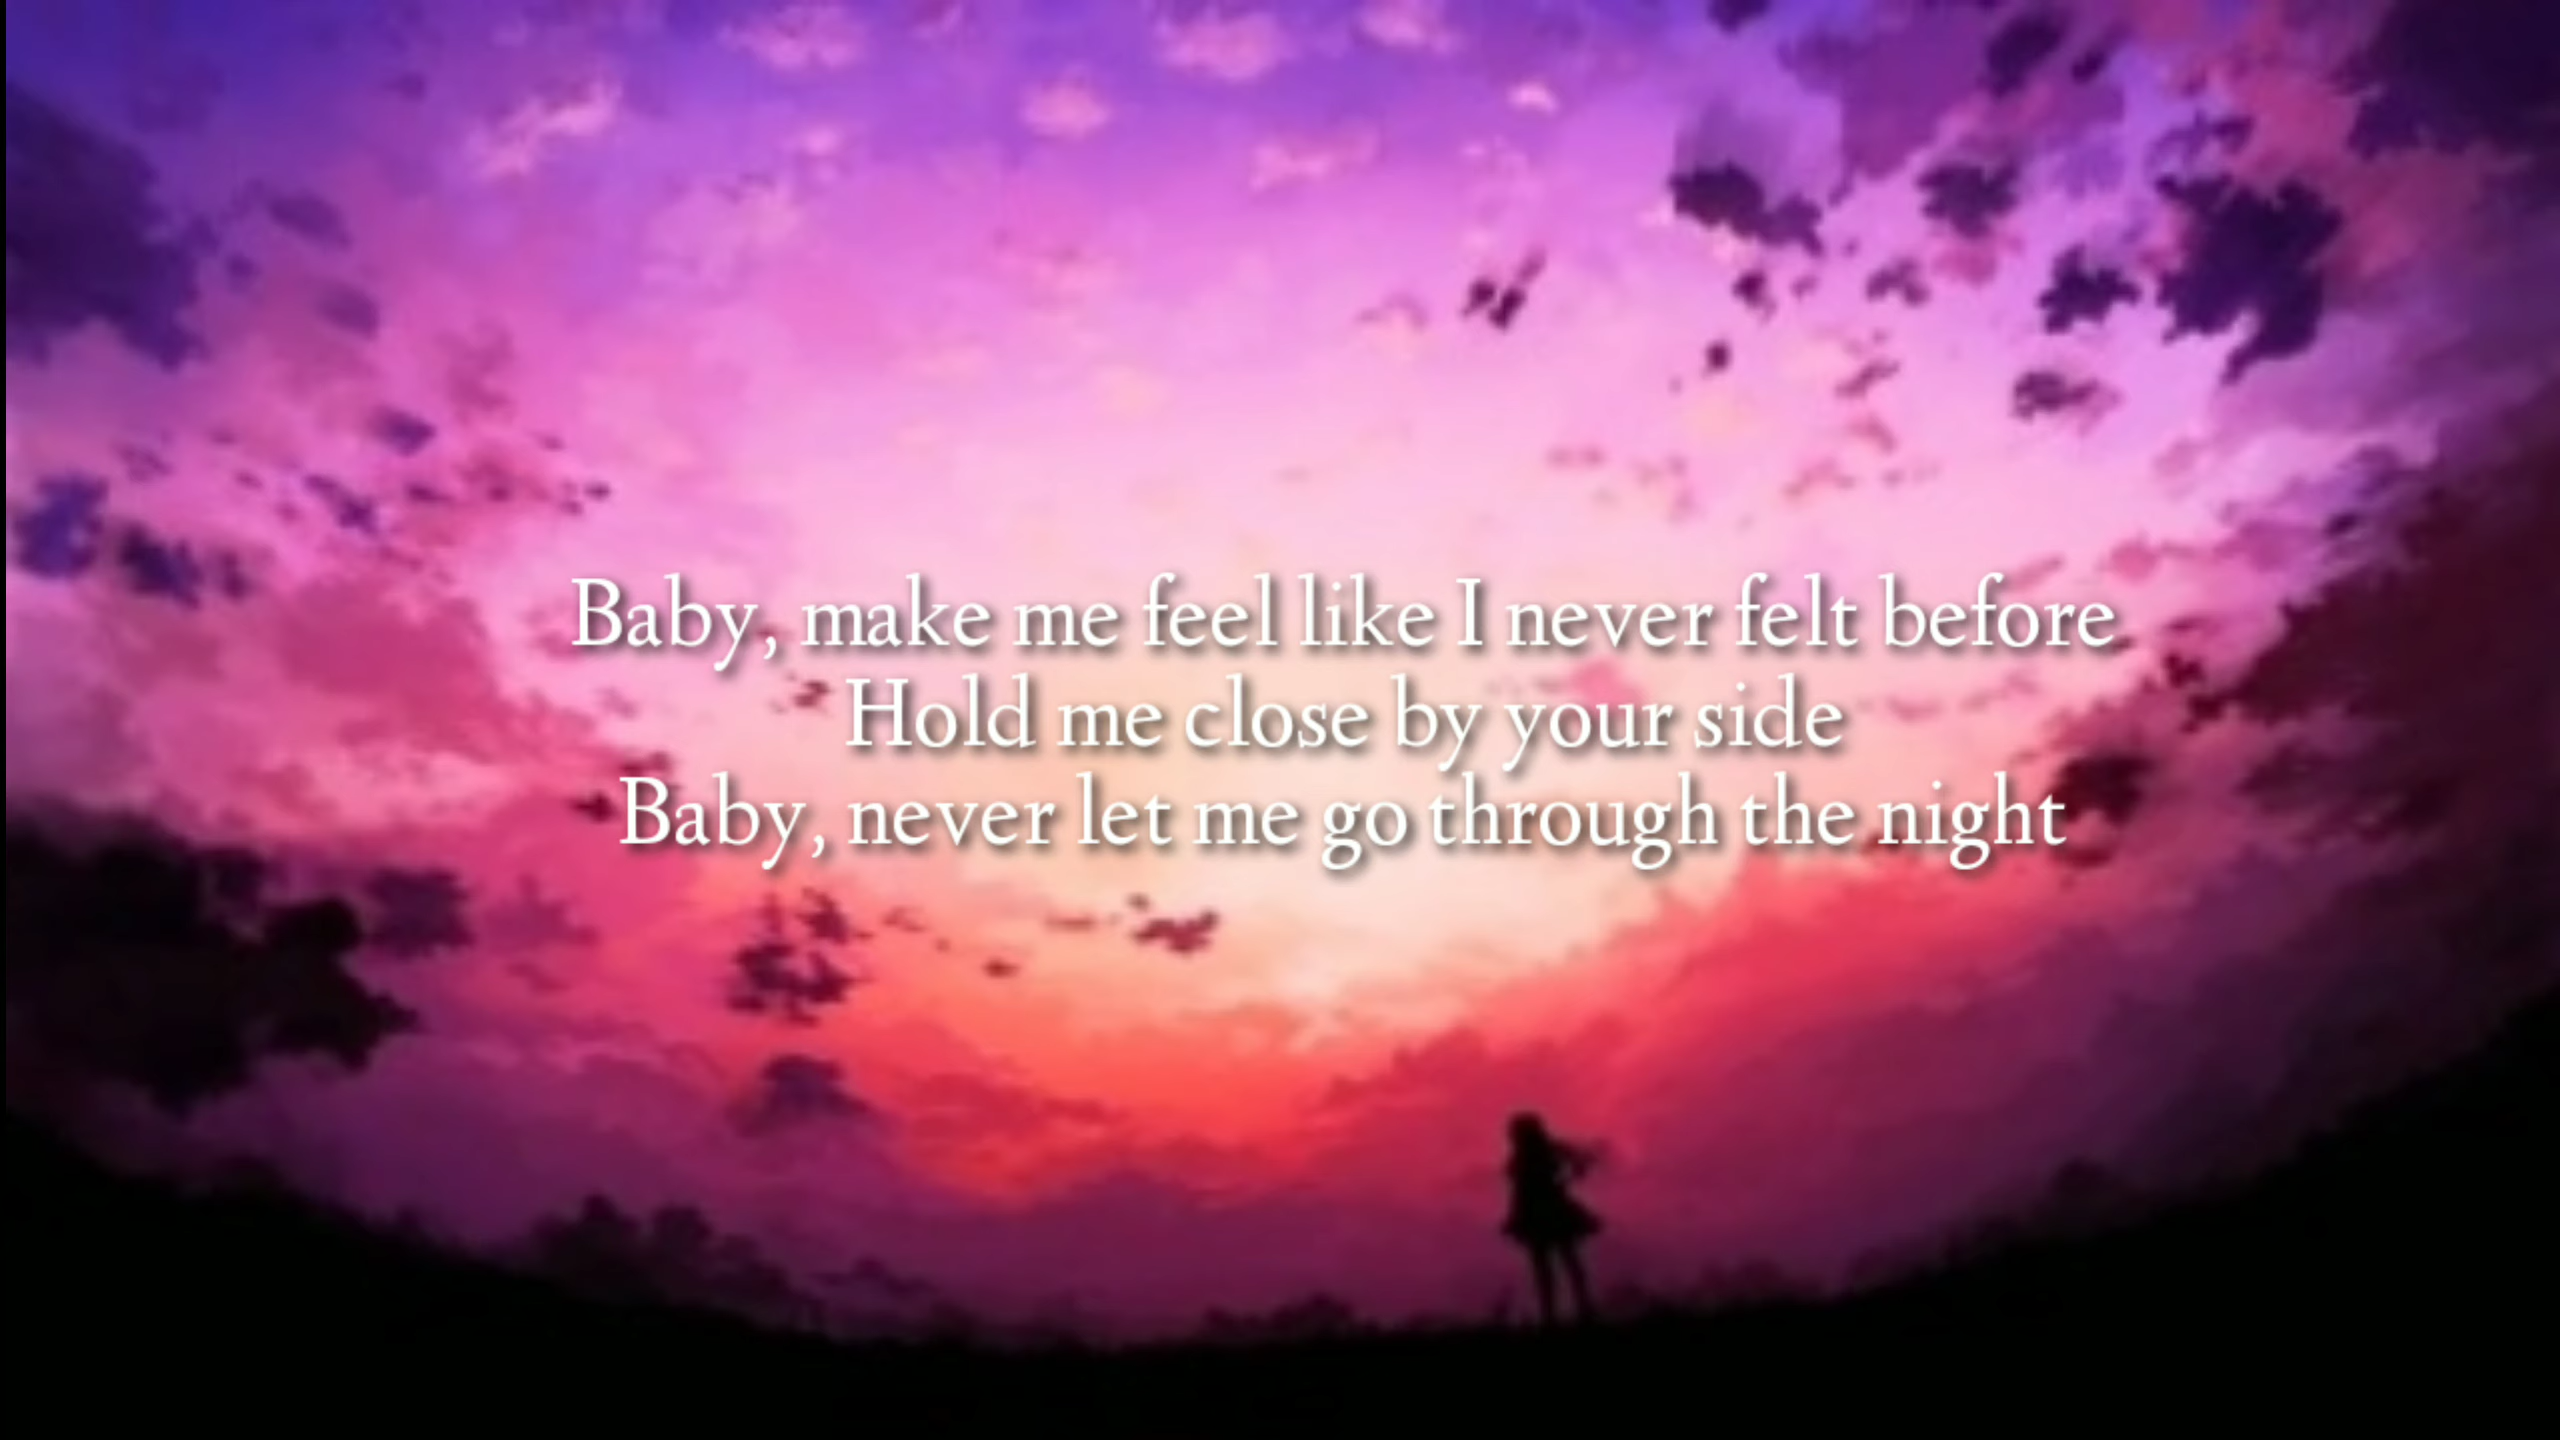 Baby, make me feel like I never felt before
Hold me close by your side
Baby, never let me go through the night